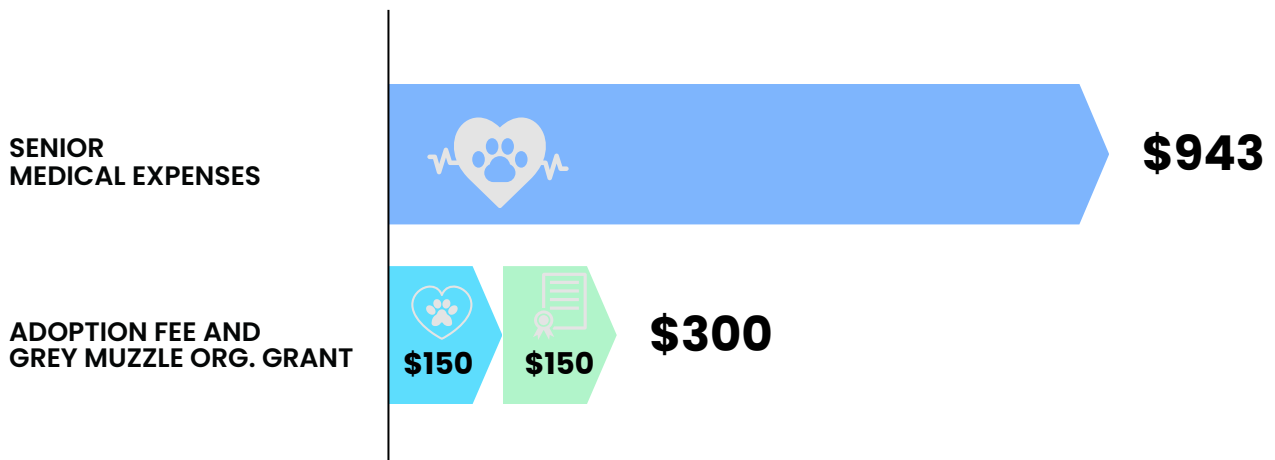 SENIOR
MEDICAL EXPENSES
$943
ADOPTION FEE AND
GREY MUZZLE ORG. GRANT
$150
$150
$300